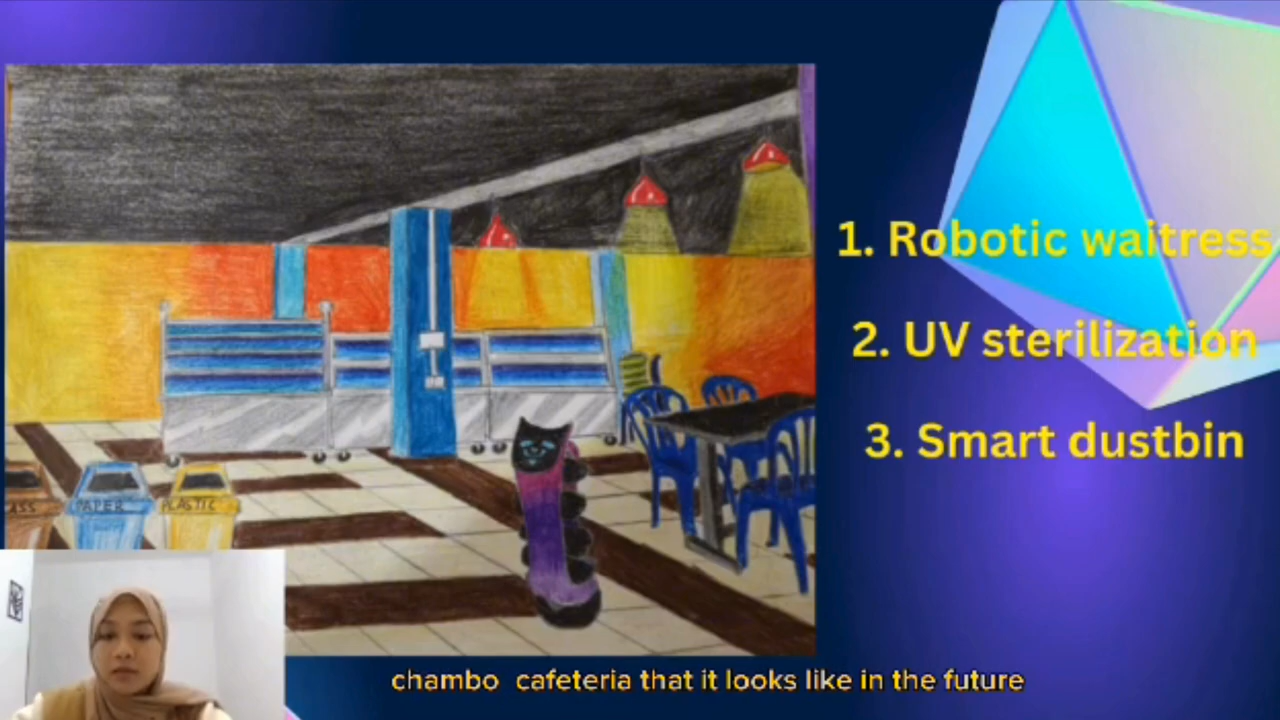 1. Robotic waitress
2. UV sterilization
3. Smart dustbin
ASS
PAPER
PLASTIC
chambo cafeteria that it looks like in the future